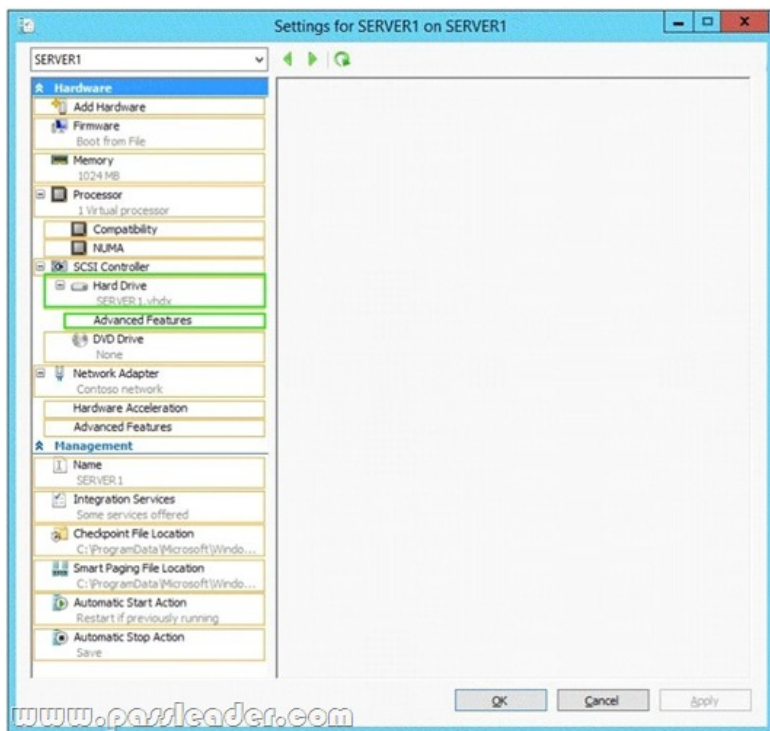 Settings for SERVER1 on SERVER1
SERVER1
Hardware
Add Hardware
Firmware
Boot from File
Memory
1024 MB
Processor
1 Virtual processor
Compatibility
NUMA
SCSI Controller
Hard Drive
SERVER1.vhdx
Advanced Features
DVD Drive
None
Network Adapter
Contoso network
Hardware Acceleration
Advanced Features
Management
Name
SERVER1
Integration Services
Some services offered
Checkpoint File Location
C:\ProgramData\Microsoft\Windo...
Smart Paging File Location
C:\ProgramData\Microsoft\Windo...
Automatic Start Action
Restart if previously running
Automatic Stop Action
Save
OK Cancel Apply
www.passleader.com